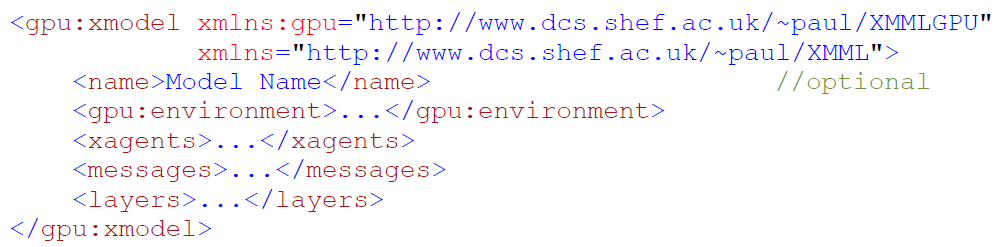 <gpu:xmodel xmlns:gpu="http://www.dcs.shef.ac.uk/~paul/XMMLGPU"
            xmlns="http://www.dcs.shef.ac.uk/~paul/XMML">
    <name>Model Name</name>                      //optional
    <gpu:environment>...</gpu:environment>
    <xagents>...</xagents>
    <messages>...</messages>
    <layers>...</layers>
</gpu:xmodel>